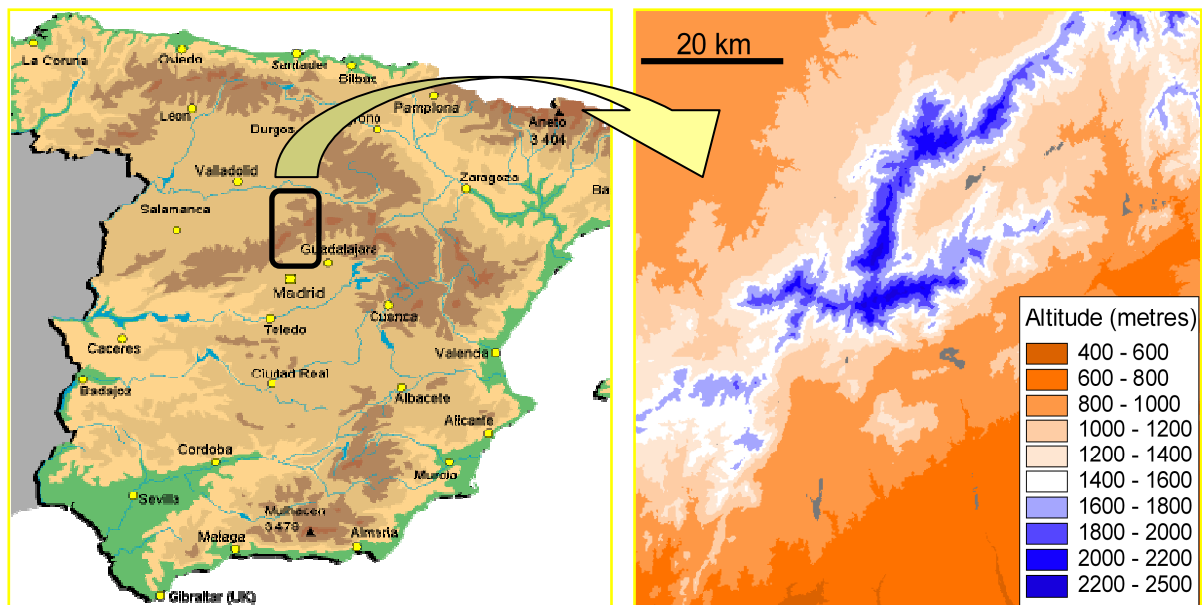 La Coruna
Oviedo
Santander
Bilbao
Pamplona
Leon
Burgos
rono
Aneto
3 404
Valladolid
Zaragoza
Ba
Salamanca
Guadalajara
Madrid
Cuenca
Toledo
Caceres
Valencia
Ciudad Real
Badajoz
Albacete
Alicante
Cordoba
Murcia
Sevilla
Mulhacen
3 478
Almeria
Malaga
Gibraltar (UK)
20 km
Altitude (metres)
400 - 600
600 - 800
800 - 1000
1000 - 1200
1200 - 1400
1400 - 1600
1600 - 1800
1800 - 2000
2000 - 2200
2200 - 2500